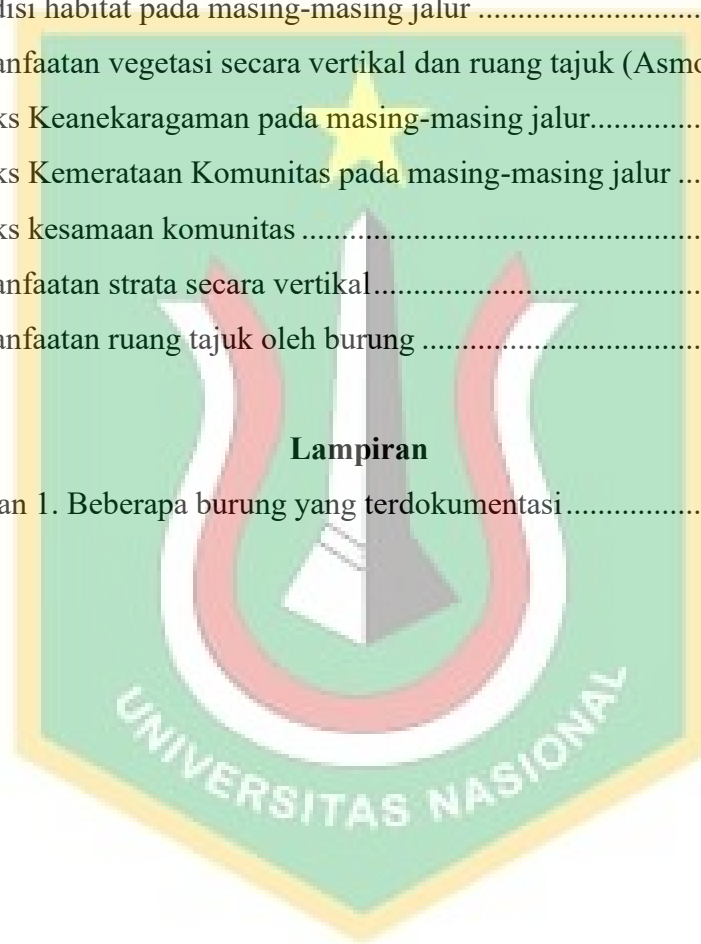 disi habitat pada masing-masing jalur ............................
anfaatan vegetasi secara vertikal dan ruang tajuk (Asmo
ks Keanekaragaman pada masing-masing jalur..............
ks Kemerataan Komunitas pada masing-masing jalur ...
ks kesamaan komunitas ..................................................
anfaatan strata secara vertikal.........................................
anfaatan ruang tajuk oleh burung ...................................
Lampiran
an 1. Beberapa burung yang terdokumentasi.................
UNIVERSITAS NASIONAL